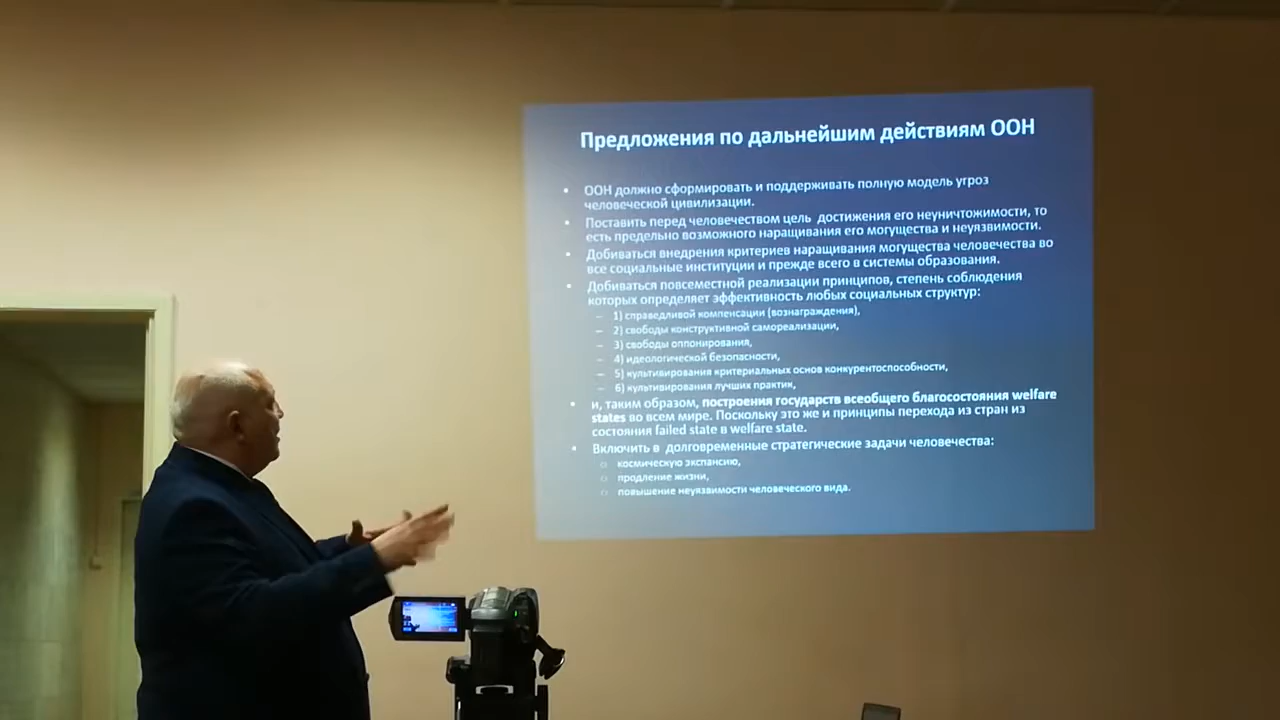 Предложения по дальнейшим действиям ООН
• ООН должно сформировать и поддерживать полную модель угроз
человеческой цивилизации.
• Поставить перед человечеством цель достижения его неуничтожимости, то
есть предельно возможного наращивания его могущества и неуязвимости.
• Добиваться внедрения критериев наращивания могущества человечества во
все социальные институции и прежде всего в системы образования.
• Добиваться повсеместной реализации принципов, степень соблюдения
которых определяет эффективность любых социальных структур:
– 1) справедливой компенсации (вознаграждения),
– 2) свободы конструктивной самореализации,
– 3) свободы оппонирования,
– 4) идеологической безопасности,
– 5) культивирования критериальных основ конкурентоспособности,
– 6) культивирования лучших практик,
• и, таким образом, построения государств всеобщего благосостояния welfare
states во всем мире. Поскольку это же и принципы перехода из стран из
состояния failed state в welfare state.
• Включить в долговременные стратегические задачи человечества:
o космическую экспансию,
o продление жизни,
o повышение неуязвимости человеческого вида.